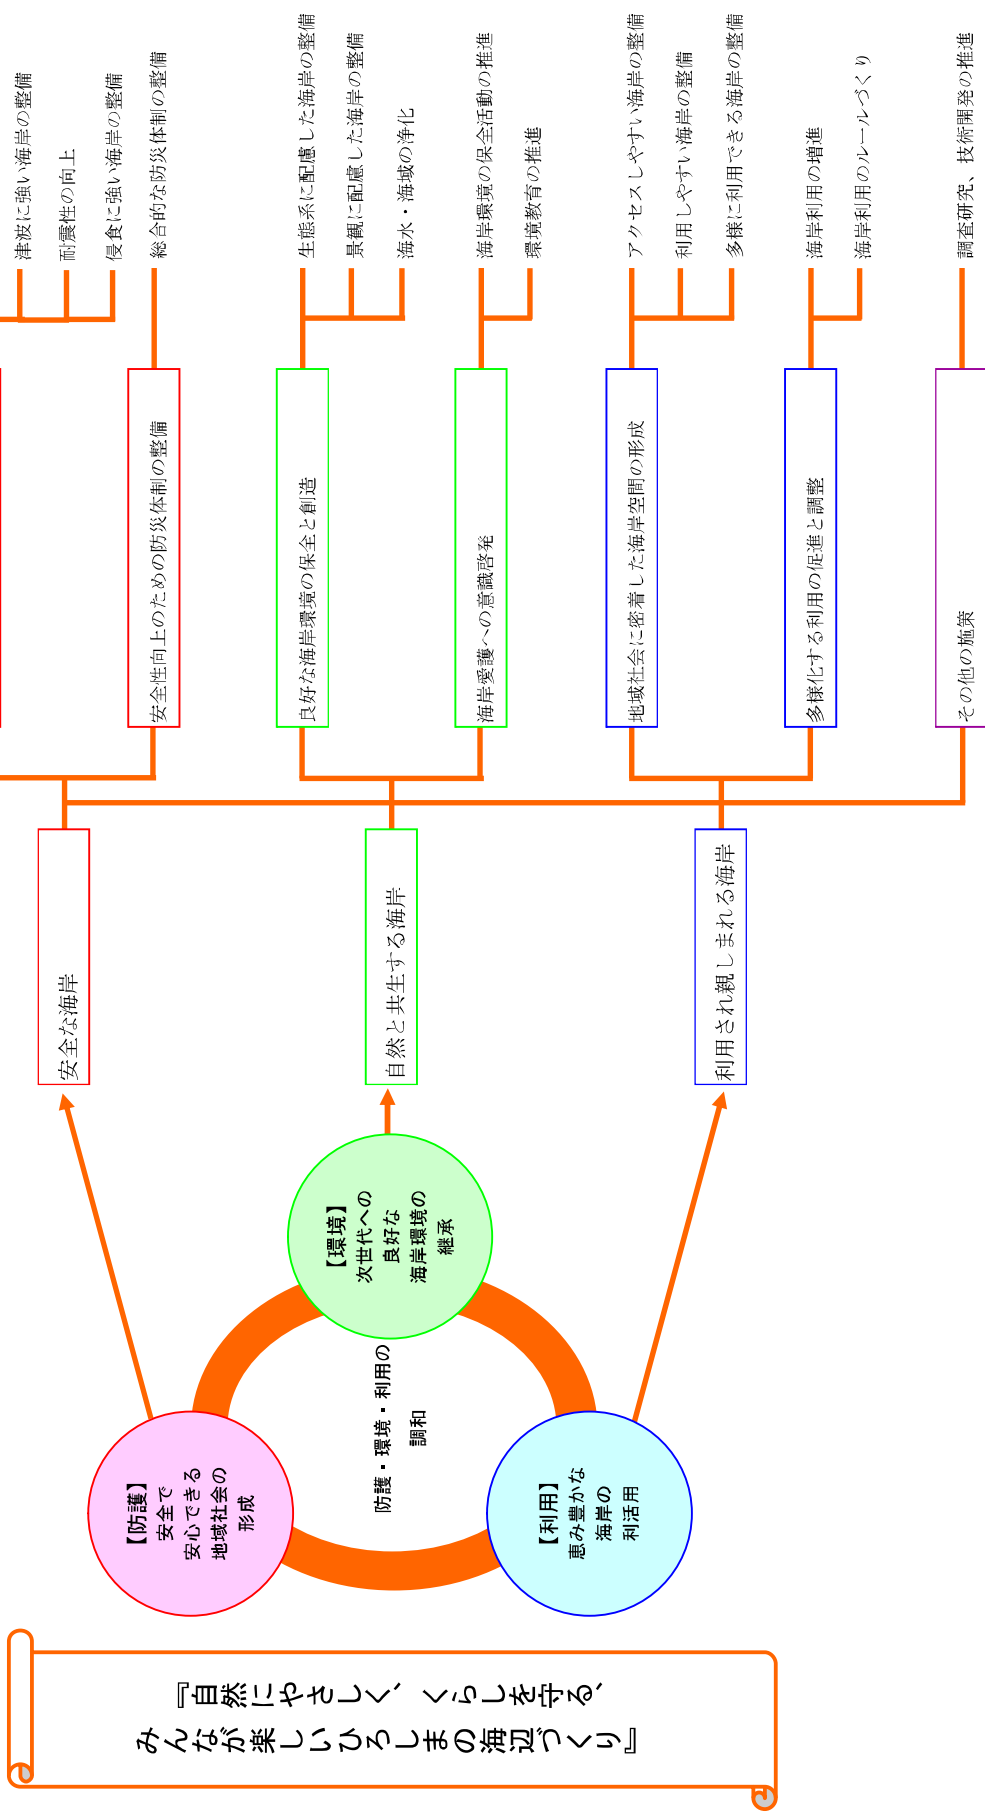 『自然にやさしく、くらしを守る、
みんなが楽しいひろしまの海辺づくり』
【防護】
安全で
安心できる
地域社会の
形成
【環境】
次世代への
良好な
海岸環境の
継承
【利用】
恵み豊かな
海岸の
利活用
防護・環境・利用の
調和
安全な海岸
自然と共生する海岸
利用され親しまれる海岸
安全性向上のための防災体制の整備
良好な海岸環境の保全と創造
海岸愛護への意識啓発
地域社会に密着した海岸空間の形成
多様化する利用の促進と調整
その他の施策
津波に強い海岸の整備
耐震性の向上
侵食に強い海岸の整備
総合的な防災体制の整備
生態系に配慮した海岸の整備
景観に配慮した海岸の整備
海水・海域の浄化
海岸環境の保全活動の推進
環境教育の推進
アクセスしやすい海岸の整備
利用しやすい海岸の整備
多様に利用できる海岸の整備
海岸利用の増進
海岸利用のルールづくり
調査研究、技術開発の推進